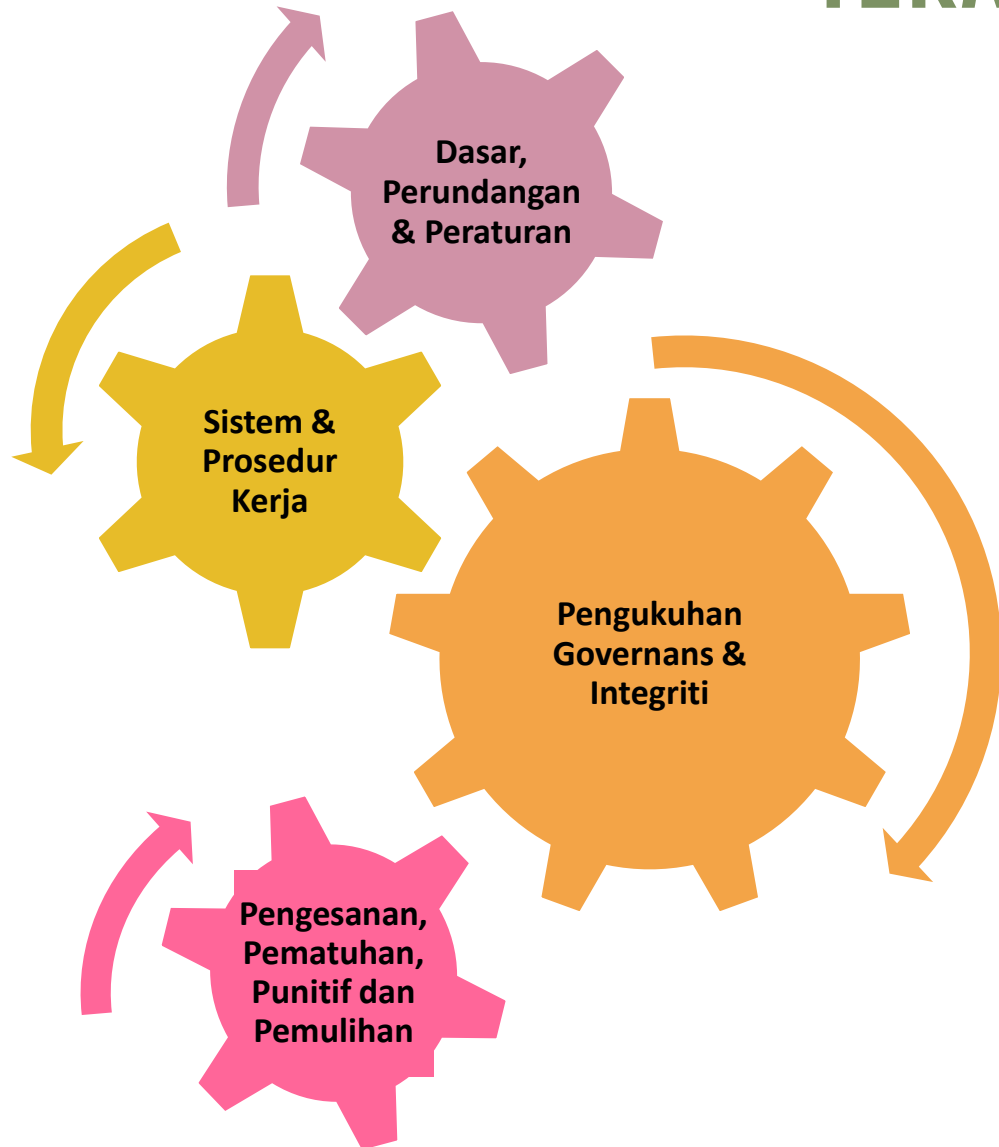 Dasar,
Perundangan
& Peraturan
Sistem &
Prosedur
Kerja
Pengukuhan
Governans &
Integriti
Pengesanan,
Pematuhan,
Punitif dan
Pemulihan